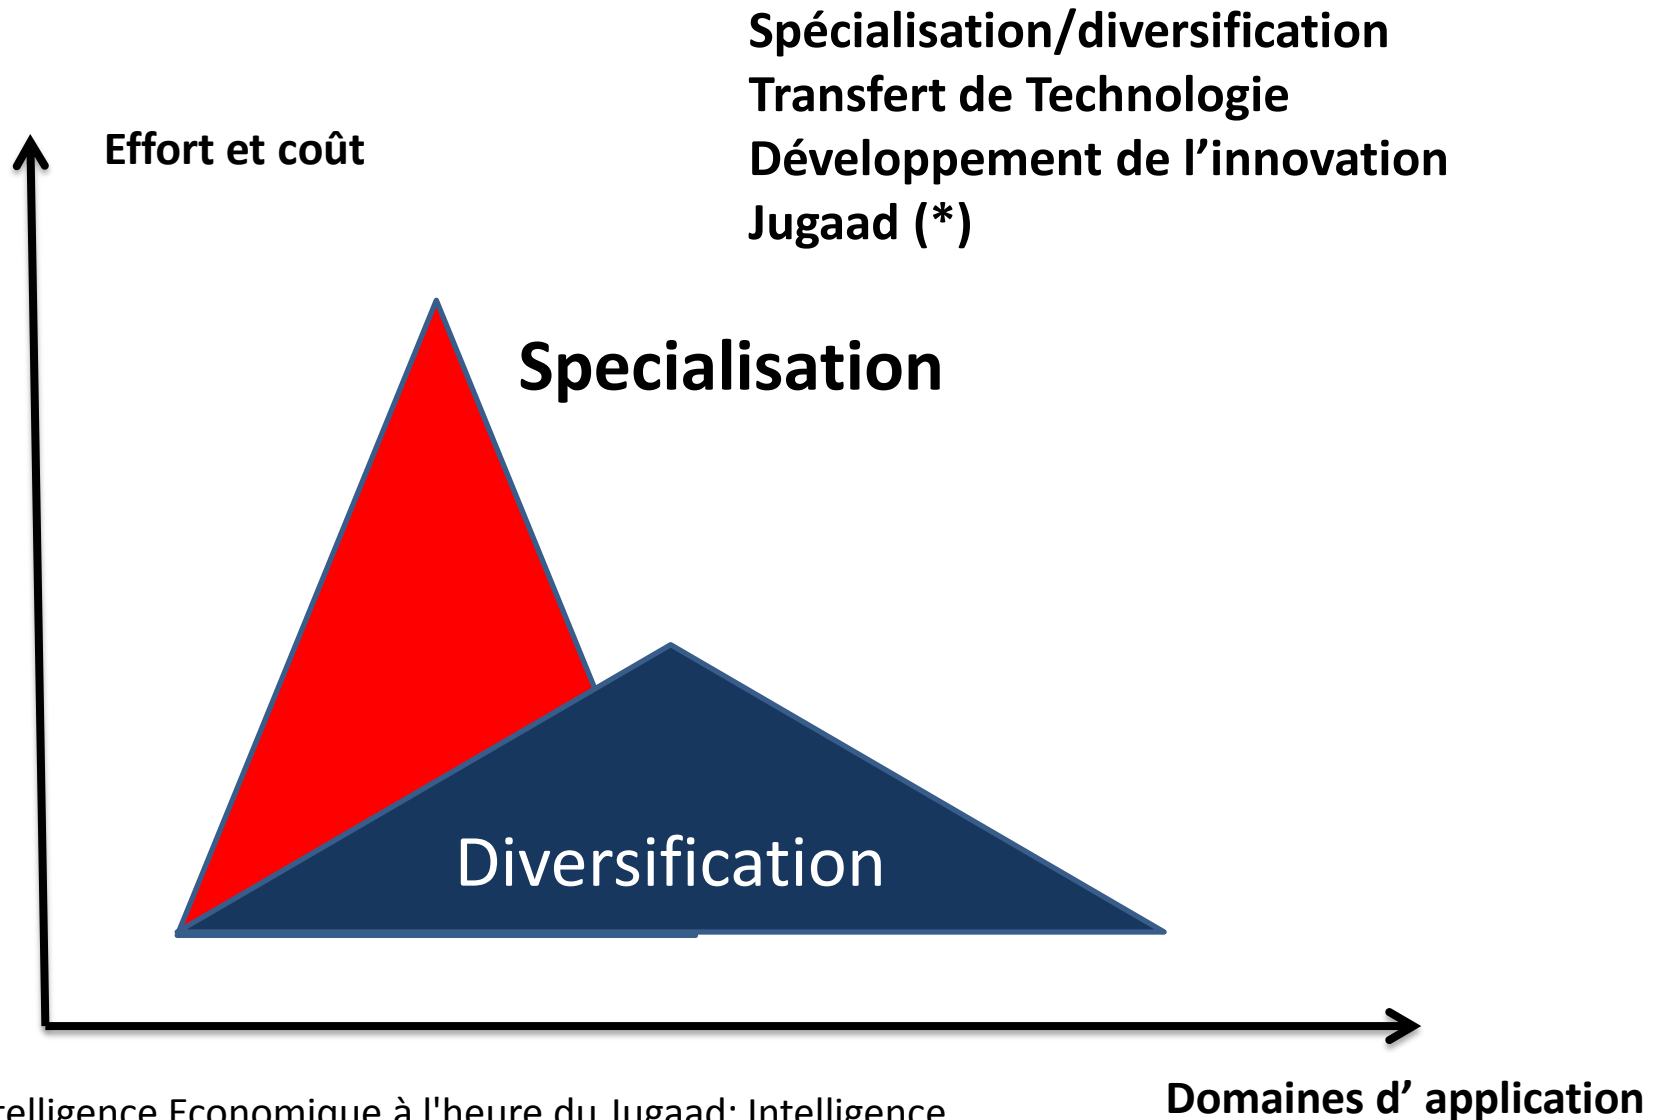 Spécialisation/diversification
Transfert de Technologie
Développement de l’innovation
Jugaad (*)
Effort et coût
Specialisation
Diversification
Domaines d’ application
Economique à l'heure du Jugaad: Intelligence